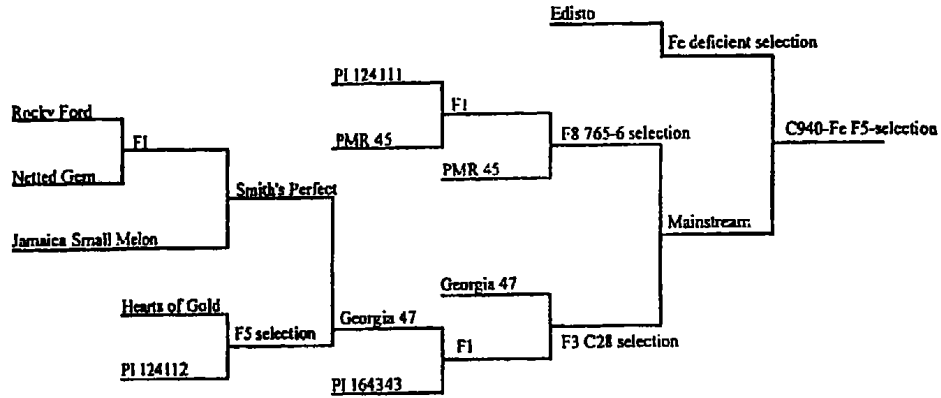 Edisto
Fe deficient selection
PI 124111
Rocky Ford
F1
F1
C940-Fe F5-selection
F8 765-6 selection
PMR 45
Netted Gem
PMR 45
Smith's Perfect
Mainstream
Jamaica Small Melon
Georgia 47
Hearts of Gold
Georgia 47
F5 selection
F1
F3 C28 selection
PI 124112
PI 164343